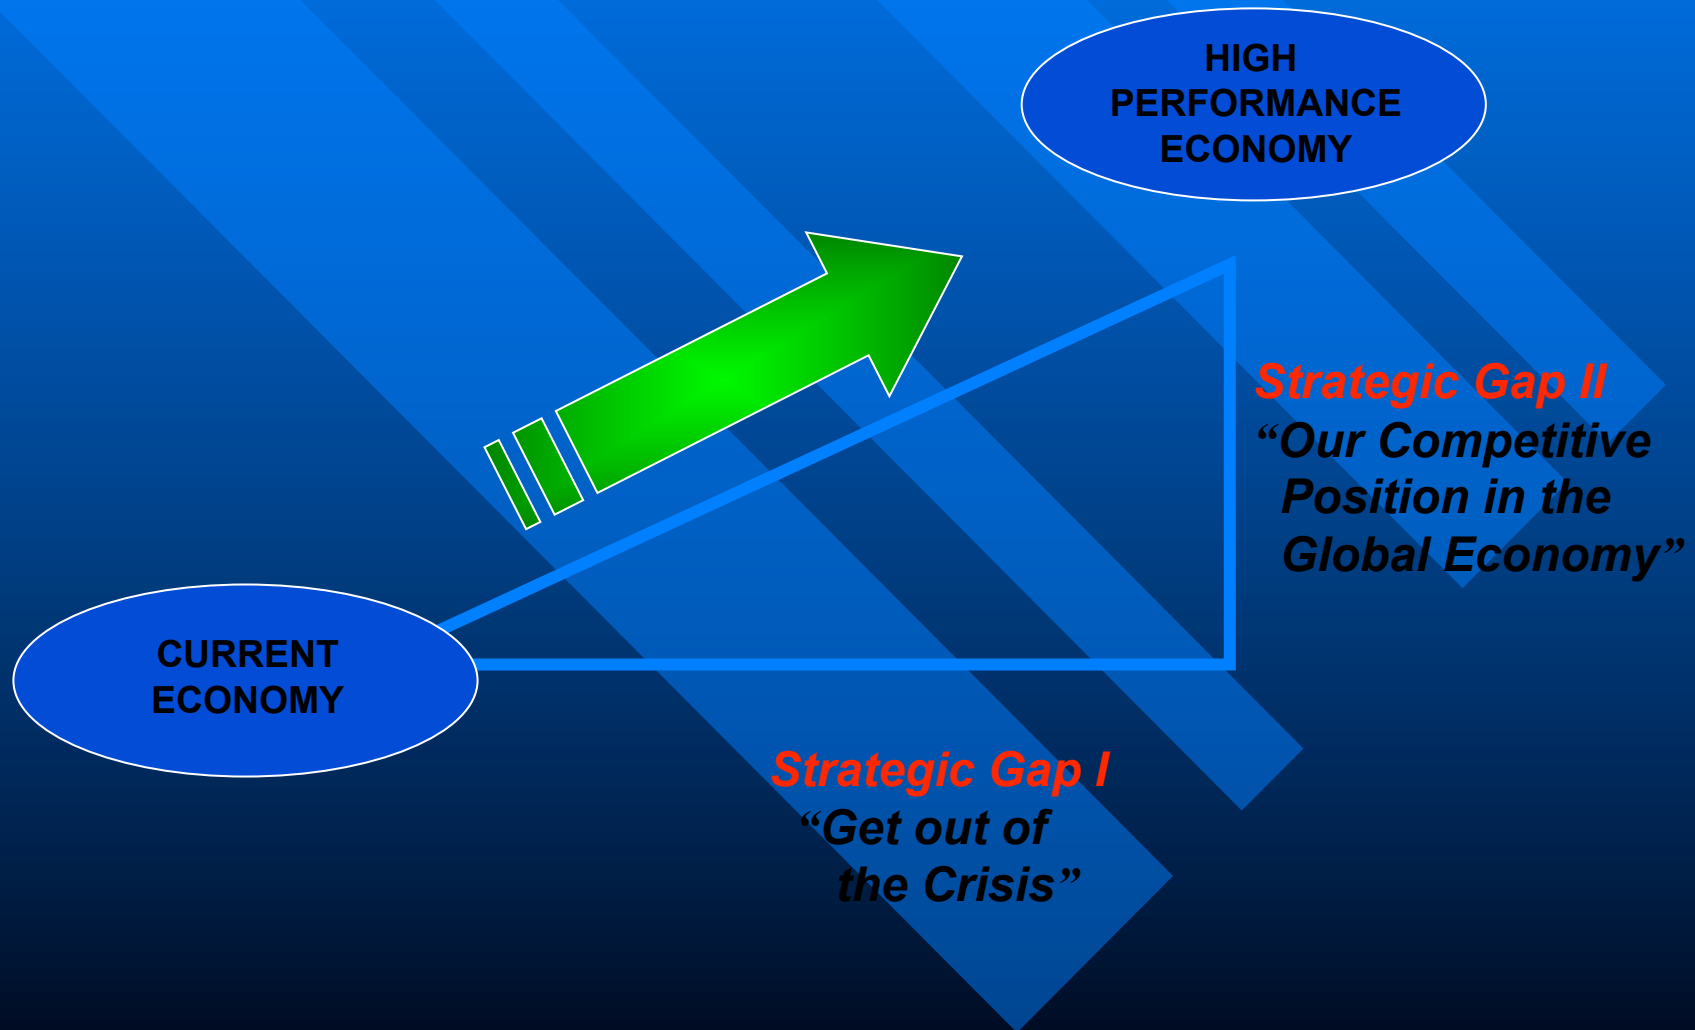 HIGH
PERFORMANCE
ECONOMY
Strategic Gap II
“Our Competitive
Position in the
Global Economy”
CURRENT
ECONOMY
Strategic Gap I
“Get out of
the Crisis”